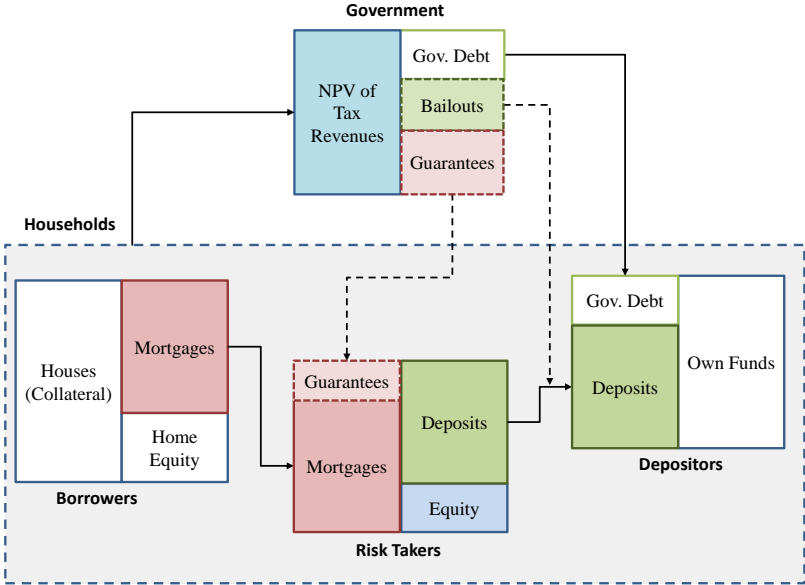 Government
NPV of
Tax
Revenues
Gov. Debt
Bailouts
Guarantees
Households
Houses
(Collateral)
Mortgages
Home
Equity
Borrowers
Guarantees
Mortgages
Deposits
Equity
Risk Takers
Gov. Debt
Deposits
Own Funds
Depositors